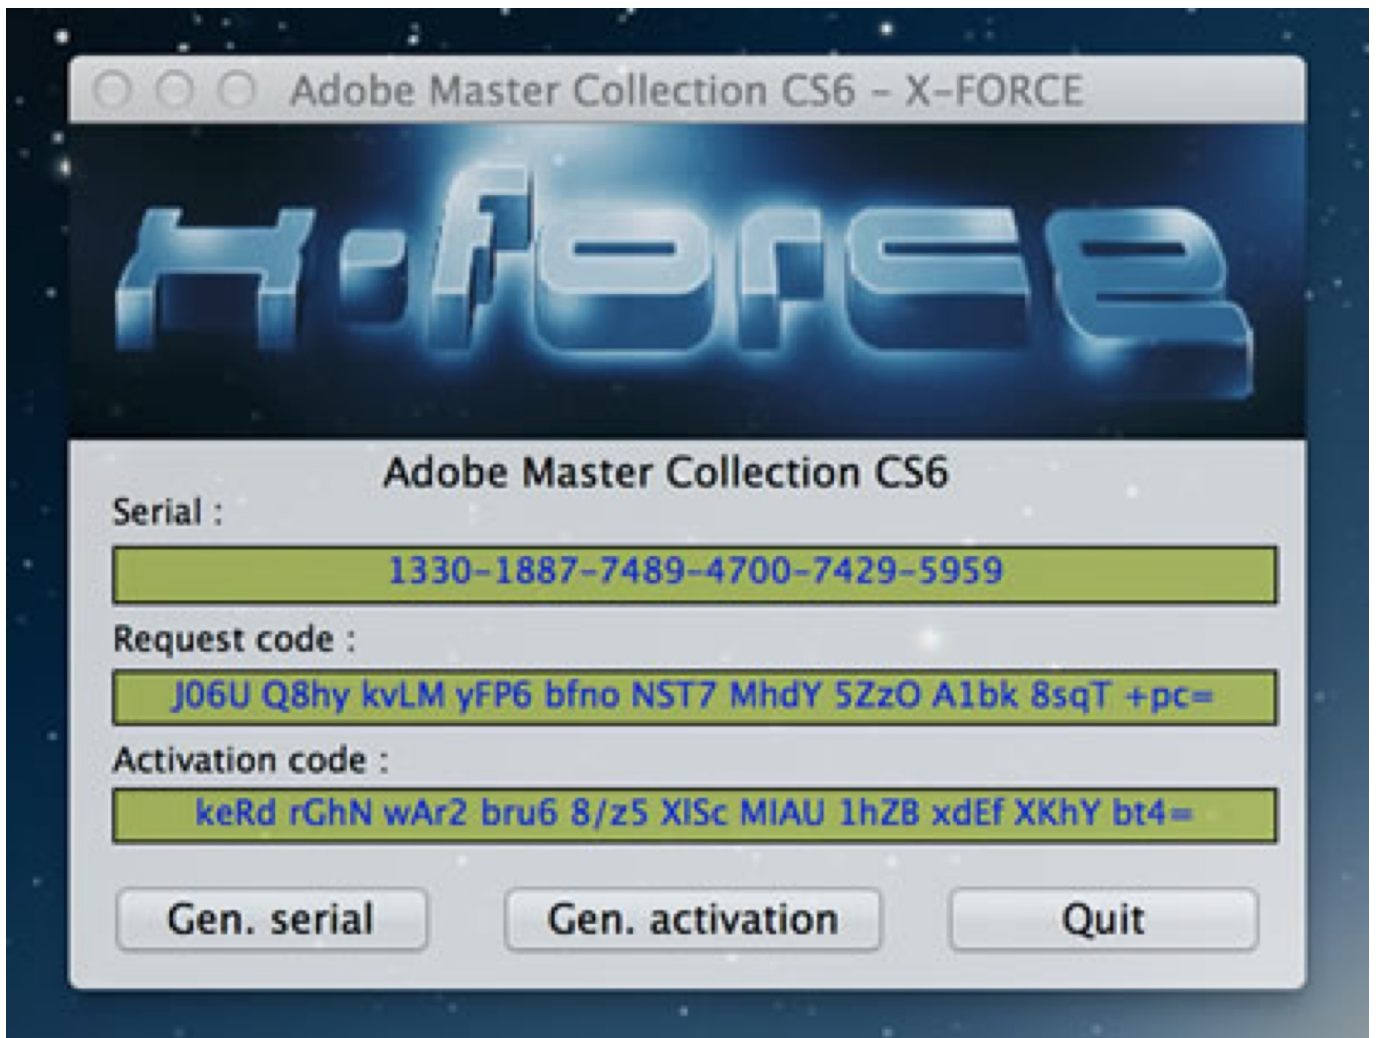 Adobe Master Collection CS6 – X-FORCE
X-force
Adobe Master Collection CS6
Serial :
1330-1887-7489-4700-7429-5959
Request code :
J06U Q8hy kvLM yFP6 bfno NST7 MhdY 5ZzO A1bk 8sqT +pc=
Activation code :
keRd rGhN wAr2 bru6 8/z5 XlSc MIAU 1hZB xdEf XKhY bt4=
Gen. serial Gen. activation Quit